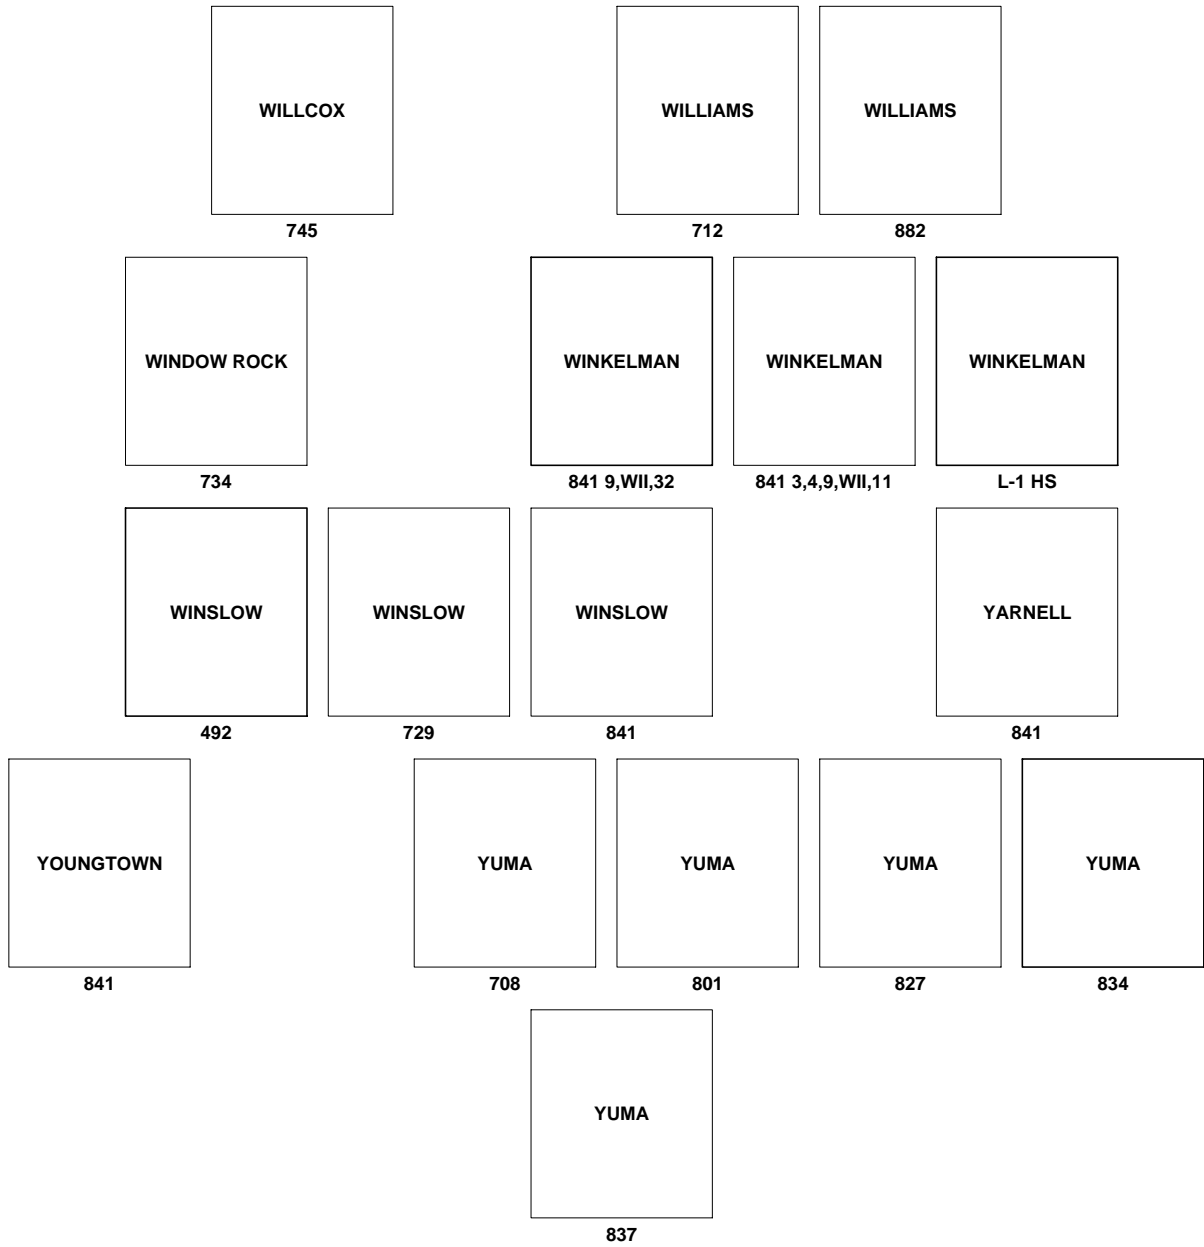 WILLCOX WILLIAMS WILLIAMS
745 712 882
WINDOW ROCK WINKELMAN WINKELMAN WINKELMAN
734 841 9,WII,32 841 3,4,9,WII,11 L-1 HS
WINSLOW WINSLOW WINSLOW YARNELL
492 729 841 841
YOUNGTOWN YUMA YUMA YUMA YUMA
841 708 801 827 834
YUMA
837